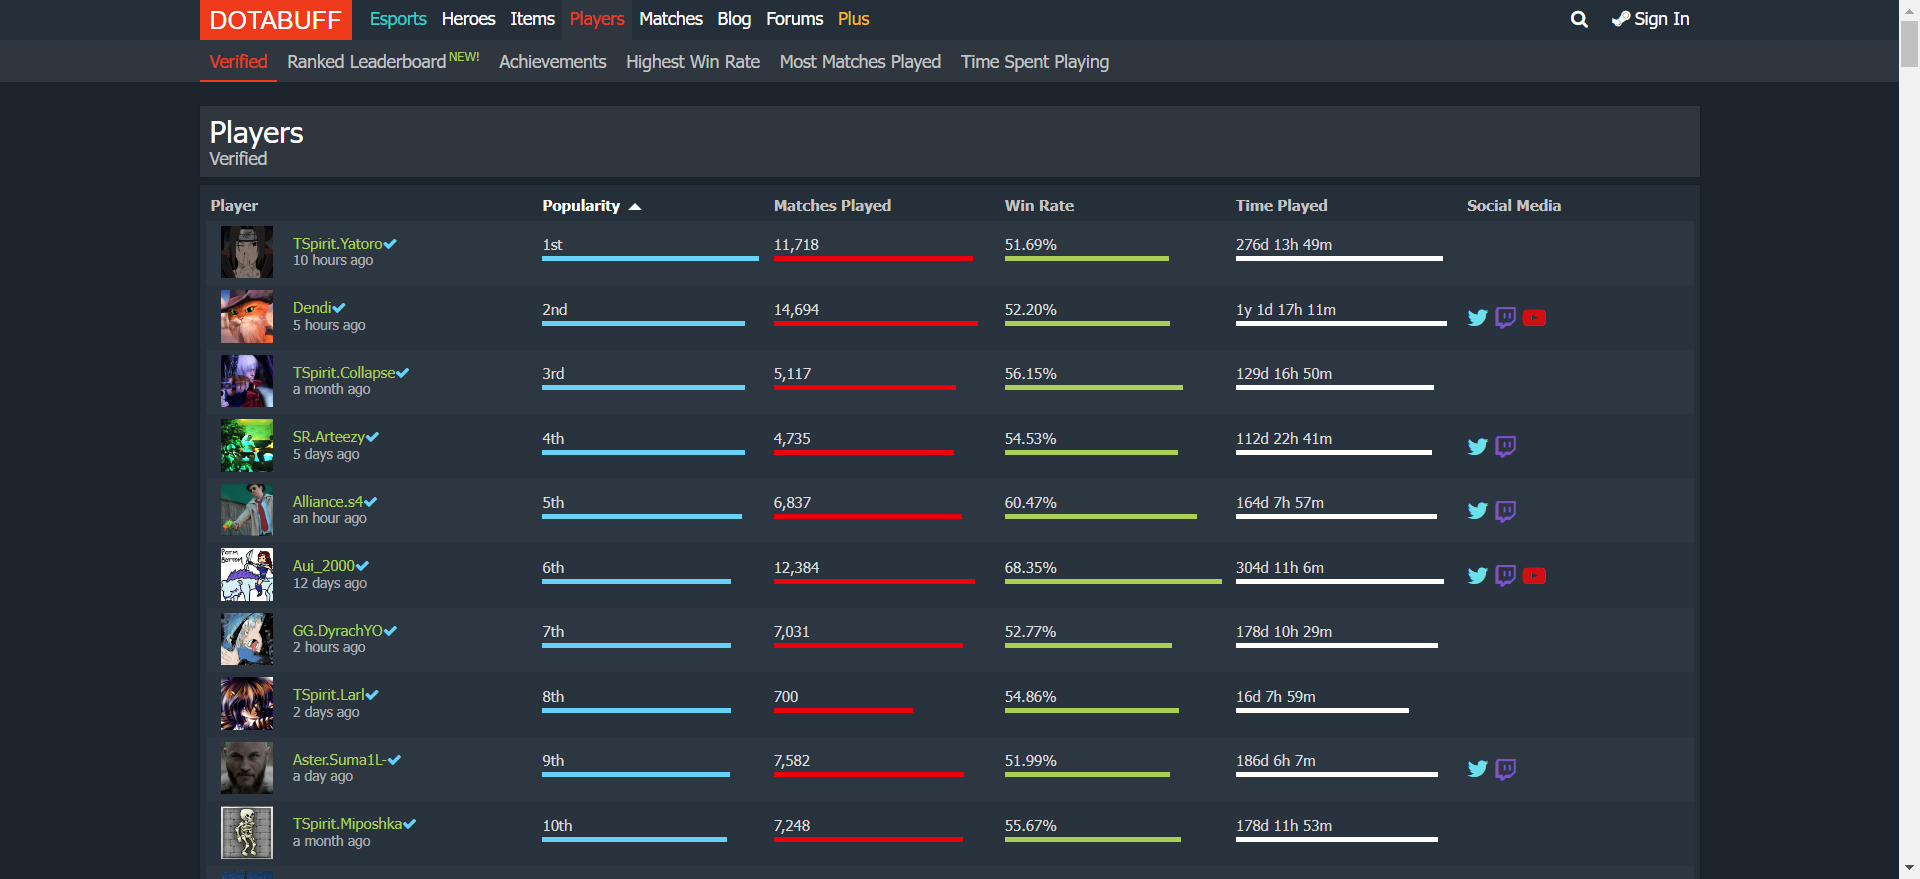 DOTABUFF Esports Heroes Items Players Matches Blog Forums Plus Sign In
Verified Ranked Leaderboard NEW! Achievements Highest Win Rate Most Matches Played Time Spent Playing
Players
Verified
Player Popularity Matches Played Win Rate Time Played Social Media
TSpirit.Yatoro 1st 11,718 51.69% 276d 13h 49m
10 hours ago
Dendi 2nd 14,694 52.20% 1y 1d 17h 11m
5 hours ago
TSpirit.Collapse 3rd 5,117 56.15% 129d 16h 50m
a month ago
SR.Arteezy 4th 4,735 54.53% 112d 22h 41m
5 days ago
Alliance.s4 5th 6,837 60.47% 164d 7h 57m
an hour ago
POTM
BOTTOM
Aui_2000 6th 12,384 68.35% 304d 11h 6m
12 days ago
GG.DyrachYO 7th 7,031 52.77% 178d 10h 29m
2 hours ago
TSpirit.Larl 8th 700 54.86% 16d 7h 59m
2 days ago
Aster.Suma1L- 9th 7,582 51.99% 186d 6h 7m
a day ago
TSpirit.Miposhka 10th 7,248 55.67% 178d 11h 53m
a month ago